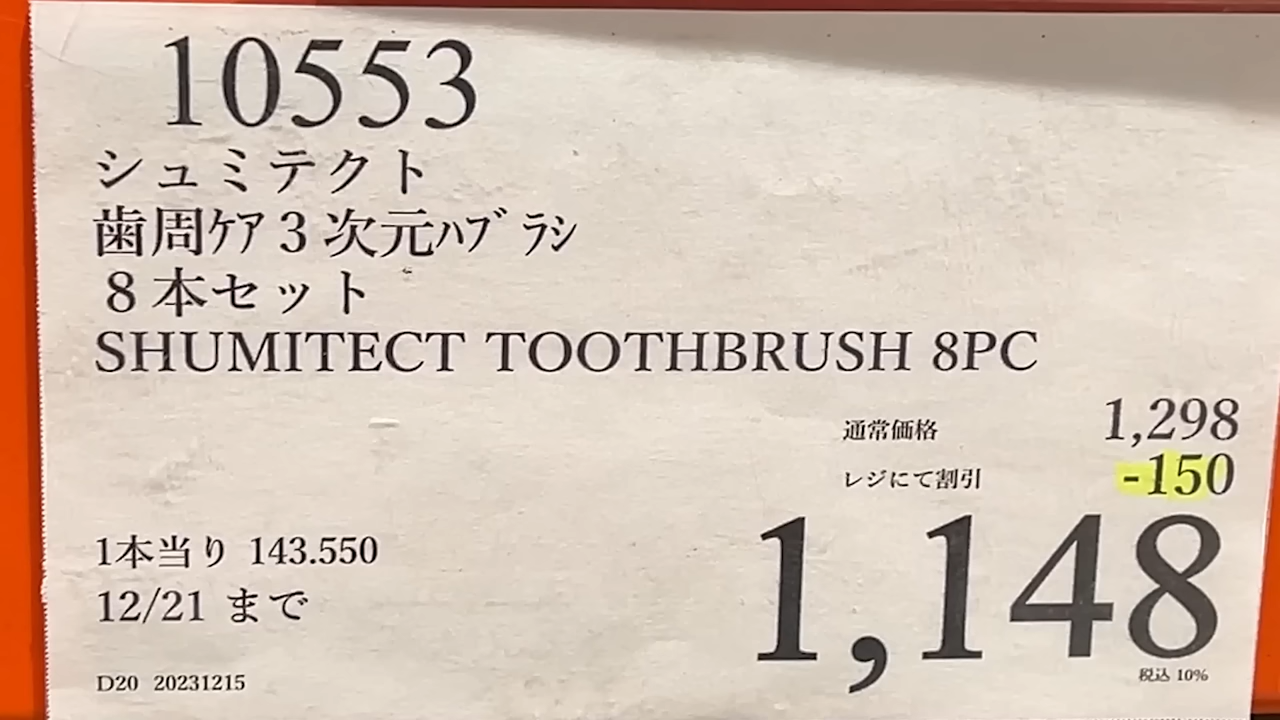 10553
シュミテクト
歯周ｹｱ３次元ﾊﾌﾞﾗｼ
８本セット
SHUMITECT TOOTHBRUSH 8PC
通常価格 1,298
レジにて割引 -150
1,148
税込 10%
1本当り 143.550
12/21 まで
D20 20231215